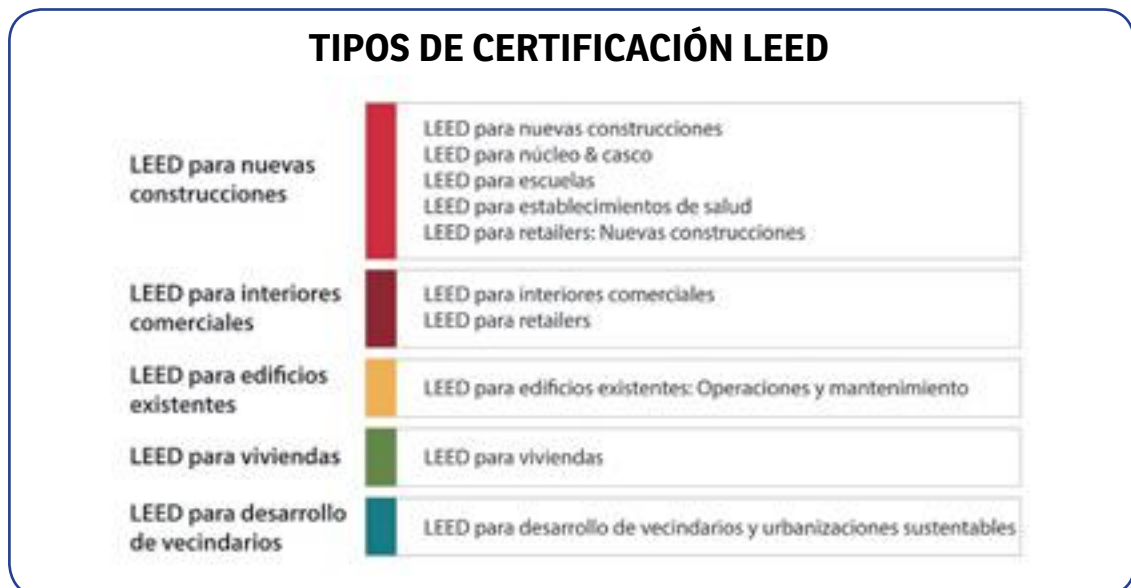 TIPOS DE CERTIFICACIÓN LEED
LEED para nuevas
construcciones
LEED para nuevas construcciones
LEED para núcleo & casco
LEED para escuelas
LEED para establecimientos de salud
LEED para retailers: Nuevas construcciones
LEED para interiores
comerciales
LEED para interiores comerciales
LEED para retailers
LEED para edificios
existentes
LEED para edificios existentes: Operaciones y mantenimiento
LEED para viviendas
LEED para viviendas
LEED para desarrollo
de vecindarios
LEED para desarrollo de vecindarios y urbanizaciones sustentables